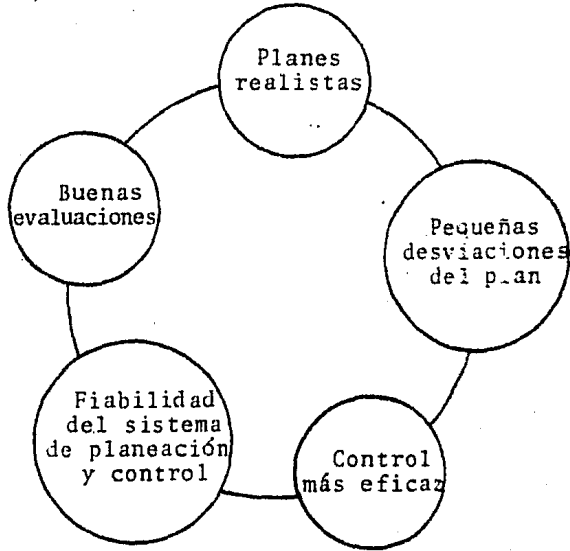 Planes
realistas
Pequeñas
desviaciones
del plan
Control
más eficaz
Fiabilidad
del sistema
de planeación
y control
Buenas
evaluaciones